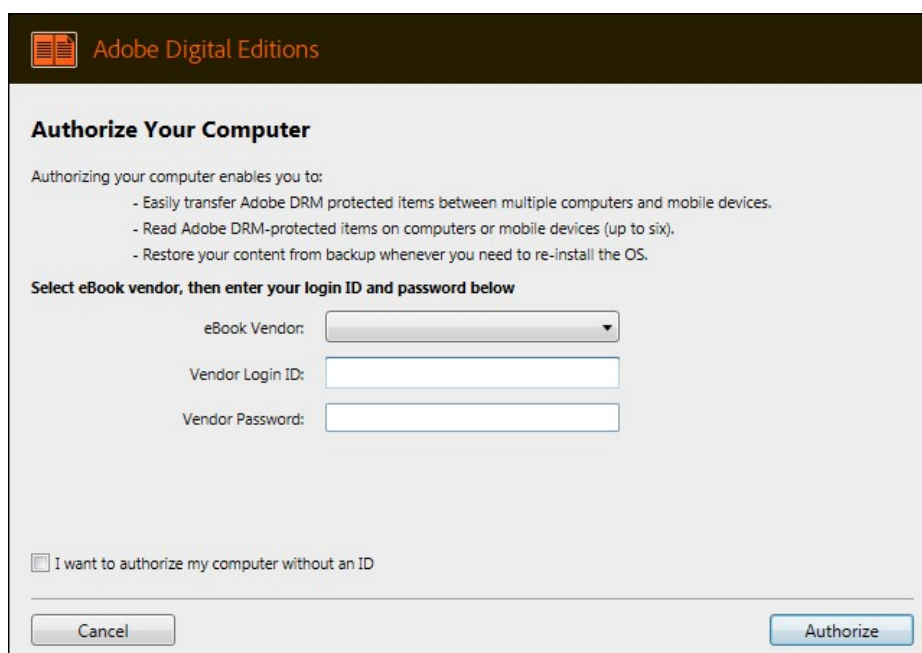 Adobe Digital Editions
Authorize Your Computer
Authorizing your computer enables you to:
- Easily transfer Adobe DRM protected items between multiple computers and mobile devices.
- Read Adobe DRM-protected items on computers or mobile devices (up to six).
- Restore your content from backup whenever you need to re-install the OS.
Select eBook vendor, then enter your login ID and password below
eBook Vendor:
Vendor Login ID:
Vendor Password:
I want to authorize my computer without an ID
Cancel Authorize